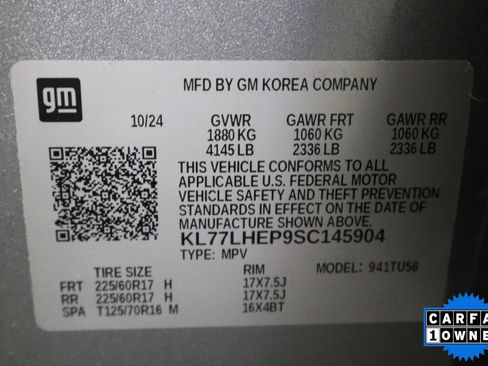 gm
MFD BY GM KOREA COMPANY
10/24 GVWR GAWR FRT GAWR RR
1880 KG 1060 KG 1060 KG
4145 LB 2336 LB 2336 LB
THIS VEHICLE CONFORMS TO ALL
APPLICABLE U.S. FEDERAL MOTOR
VEHICLE SAFETY AND THEFT PREVENTION
STANDARDS IN EFFECT ON THE DATE OF
MANUFACTURE SHOWN ABOVE.
KL77LHEP9SC145904
TYPE: MPV MODEL: 941TU58
TIRE SIZE RIM
FRT 225/60R17 H 17X7.5J
RR 225/60R17 H 17X7.5J
SPA T125/70R16 M 16X4BT
CARFA
1 OWNE